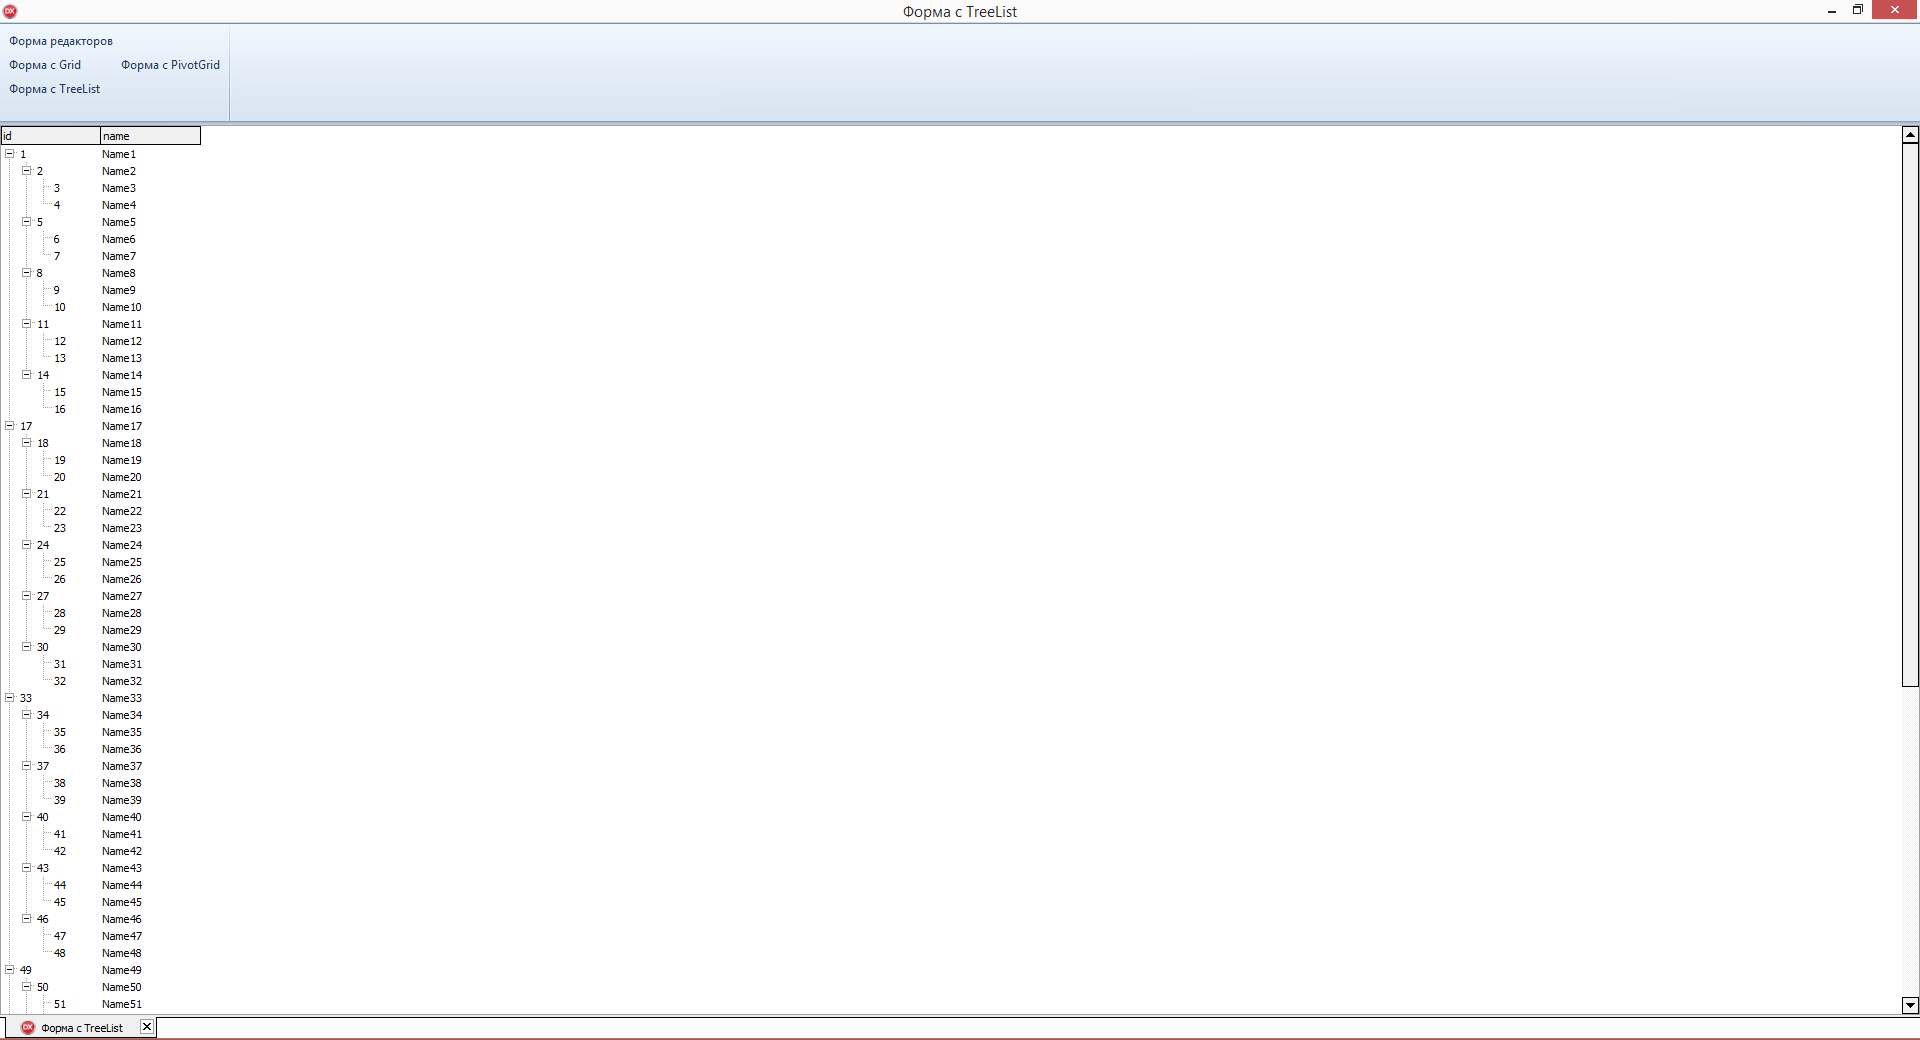 DX Форма с TreeList
Форма редакторов
Форма с Grid Форма с PivotGrid
Форма с TreeList
id name
1 Name1
2 Name2
3 Name3
4 Name4
5 Name5
6 Name6
7 Name7
8 Name8
9 Name9
10 Name10
11 Name11
12 Name12
13 Name13
14 Name14
15 Name15
16 Name16
17 Name17
18 Name18
19 Name19
20 Name20
21 Name21
22 Name22
23 Name23
24 Name24
25 Name25
26 Name26
27 Name27
28 Name28
29 Name29
30 Name30
31 Name31
32 Name32
33 Name33
34 Name34
35 Name35
36 Name36
37 Name37
38 Name38
39 Name39
40 Name40
41 Name41
42 Name42
43 Name43
44 Name44
45 Name45
46 Name46
47 Name47
48 Name48
49 Name49
50 Name50
51 Name51
DX Форма с TreeList